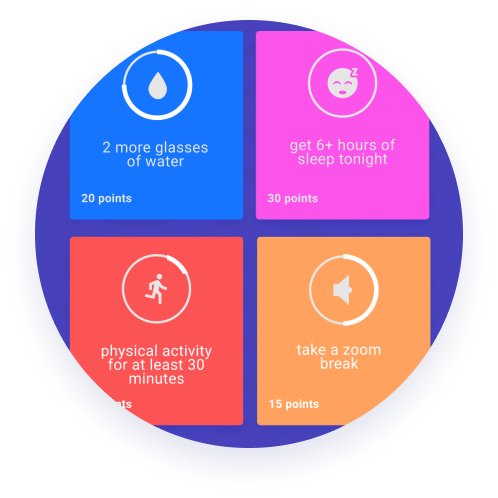 2 more glasses
of water
20 points
get 6+ hours of
sleep tonight
30 points
physical activity
for at least 30
minutes
take a zoom
break
15 points